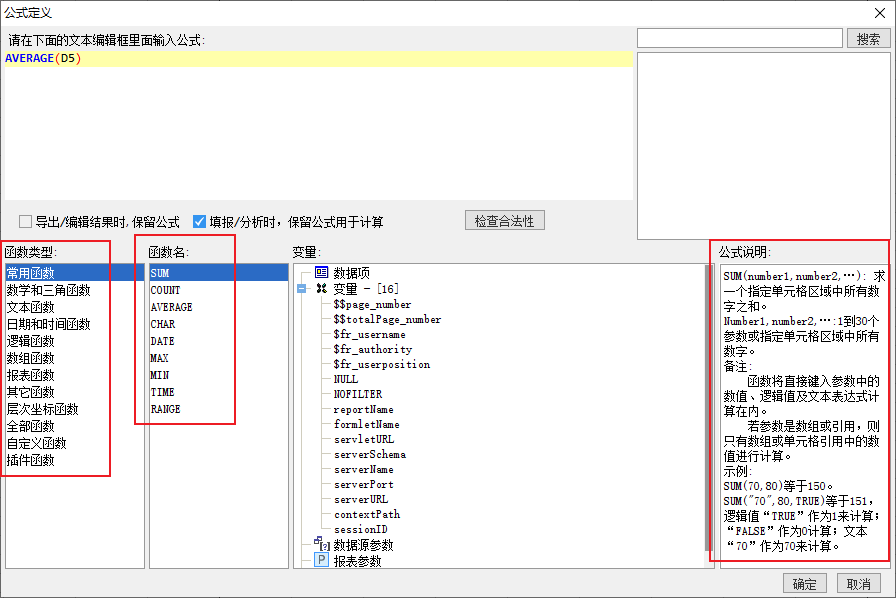 公式定义
请在下面的文本编辑框里面输入公式:
搜索
AVERAGE(D5)
导出/编辑结果时,保留公式
填报/分析时,保留公式用于计算
检查合法性
函数类型:
常用函数
数学和三角函数
文本函数
日期和时间函数
逻辑函数
数组函数
报表函数
其它函数
层次坐标函数
全部函数
自定义函数
插件函数
函数名:
SUM
COUNT
AVERAGE
CHAR
DATE
MAX
MIN
TIME
RANGE
变量:
数据项
变量 - [16]
$$page_number
$$totalPage_number
$fr_username
$fr_authority
$fr_userposition
NULL
NOFILTER
reportName
formletName
servletURL
serverSchema
serverName
serverPort
serverURL
contextPath
sessionID
数据源参数
报表参数
公式说明:
SUM(number1,number2,…): 求
一个指定单元格区域中所有数
字之和。
Number1,number2,…:1到30个
参数或指定单元格区域中所有
数字。
备注:
函数将直接键入参数中的
数值、逻辑值及文本表达式计
算在内。
若参数是数组或引用，则
只有数组或单元格引用中的数
值进行计算。
示例:
SUM(70,80)等于150。
SUM("70",80,TRUE)等于151，
逻辑值“TRUE”作为1来计算；
“FALSE”作为0计算；文本
“70”作为70来计算。
确定
取消